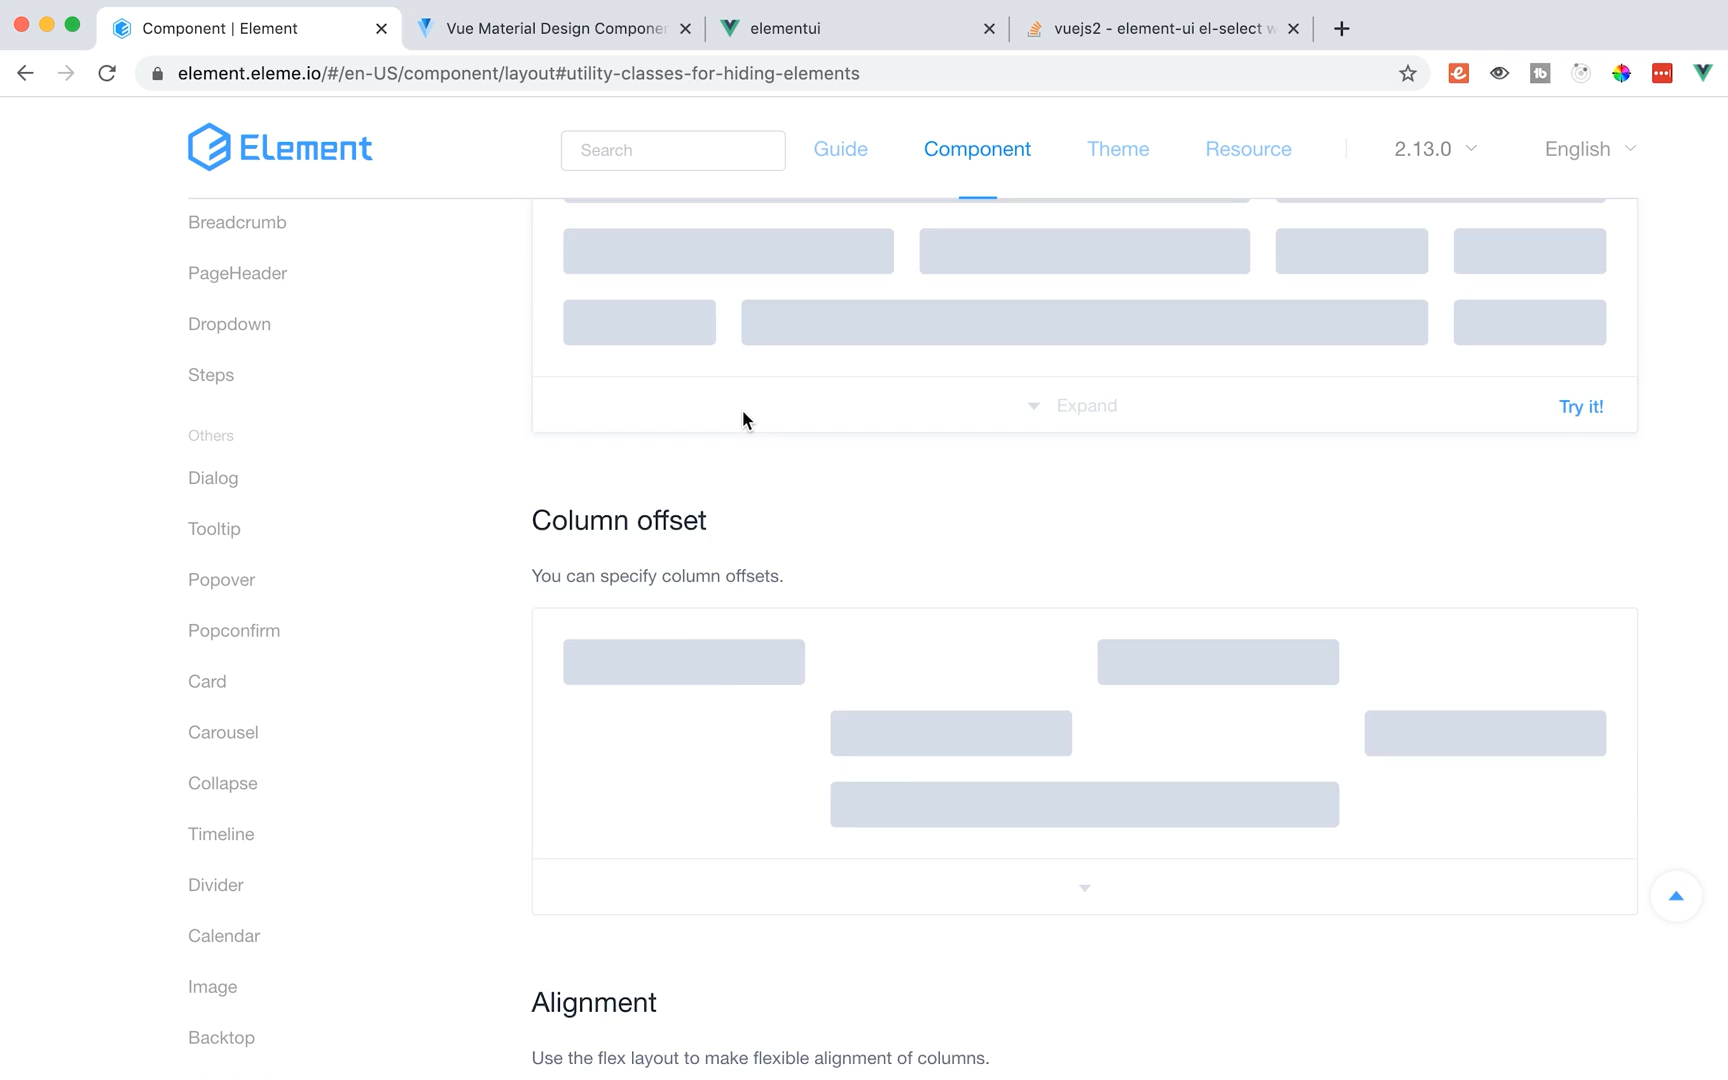 Component | Element
Vue Material Design Componen
elementui
vuejs2 - element-ui el-select w
element.eleme.io/#/en-US/component/layout#utility-classes-for-hiding-elements
Element
Search
Guide
Component
Theme
Resource
2.13.0
English
Breadcrumb
PageHeader
Dropdown
Steps
Others
Dialog
Tooltip
Popover
Popconfirm
Card
Carousel
Collapse
Timeline
Divider
Calendar
Image
Backtop
Expand
Try it!
Column offset
You can specify column offsets.
Alignment
Use the flex layout to make flexible alignment of columns.